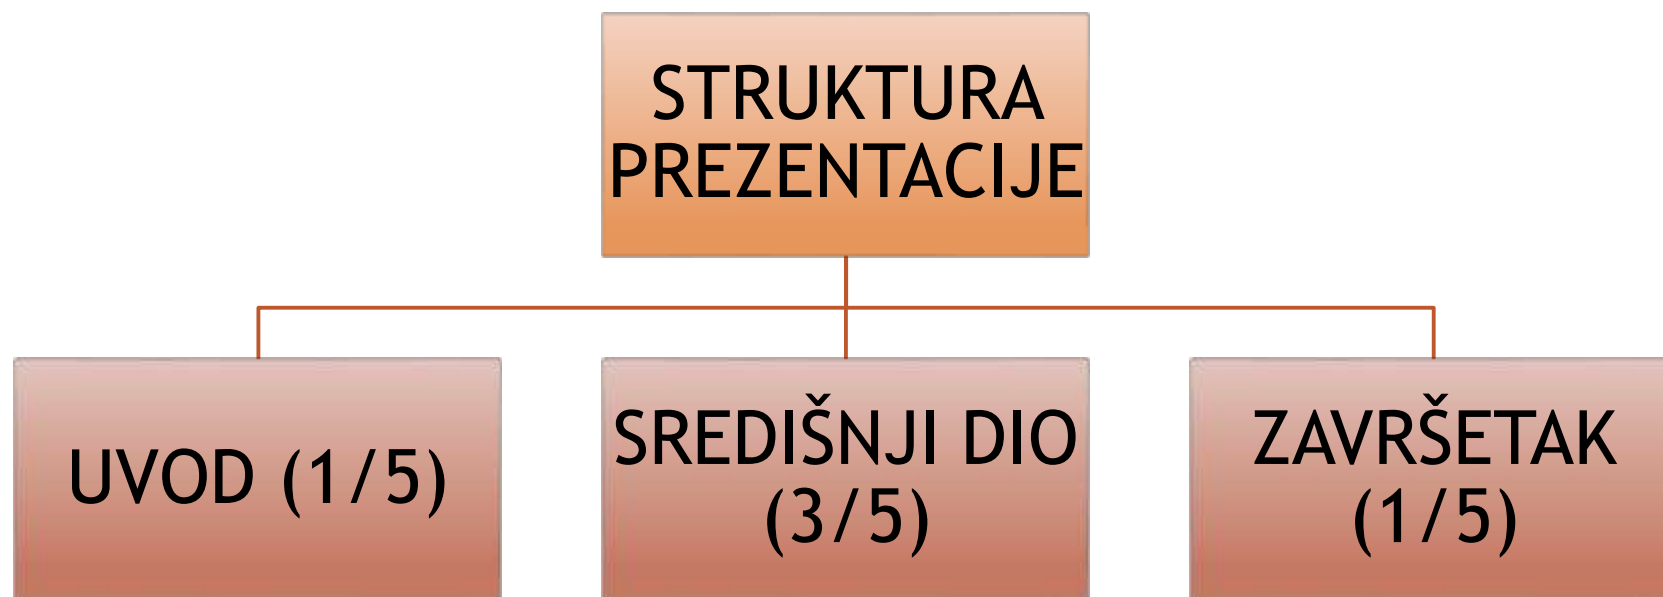 STRUKTURA
PREZENTACIJE
UVOD (1/5)
SREDIŠNJI DIO
(3/5)
ZAVRŠETAK
(1/5)